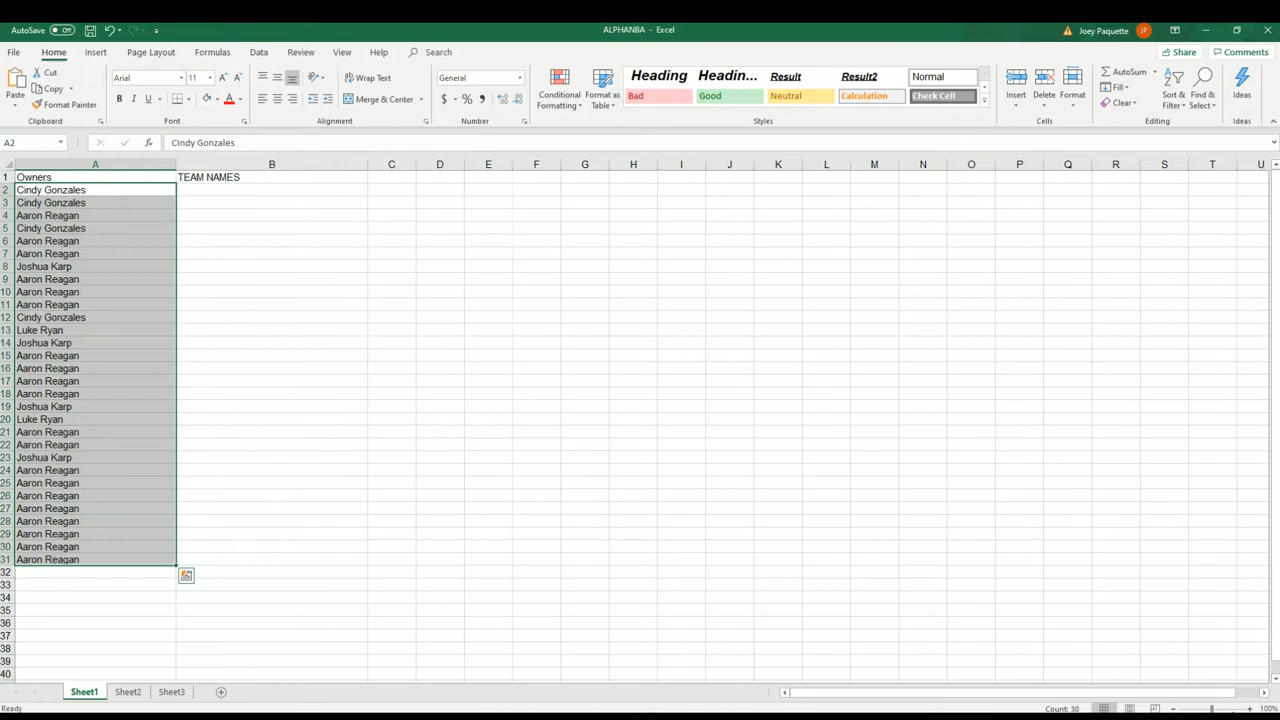 AutoSave Off
ALPHANBA - Excel
Joey Paquette JP
File Home Insert Page Layout Formulas Data Review View Help Search
Share Comments
Paste
Cut
Copy
Format Painter
Clipboard
Arial 11
B I U
Font
Wrap Text
Merge & Center
Alignment
General
$ % ,
Number
Conditional Formatting
Format as Table
Heading Headin... Result Result2 Normal
Bad Good Neutral Calculation Check Cell
Styles
Insert Delete Format
Cells
AutoSum
Fill
Clear
Sort & Filter
Find & Select
Editing
Ideas
Ideas
A2 fx Cindy Gonzales
A B C D E F G H I J K L M N O P Q R S T U
1 Owners TEAM NAMES
2 Cindy Gonzales
3 Cindy Gonzales
4 Aaron Reagan
5 Cindy Gonzales
6 Aaron Reagan
7 Aaron Reagan
8 Joshua Karp
9 Aaron Reagan
10 Aaron Reagan
11 Aaron Reagan
12 Cindy Gonzales
13 Luke Ryan
14 Joshua Karp
15 Aaron Reagan
16 Aaron Reagan
17 Aaron Reagan
18 Aaron Reagan
19 Joshua Karp
20 Luke Ryan
21 Aaron Reagan
22 Aaron Reagan
23 Joshua Karp
24 Aaron Reagan
25 Aaron Reagan
26 Aaron Reagan
27 Aaron Reagan
28 Aaron Reagan
29 Aaron Reagan
30 Aaron Reagan
31 Aaron Reagan
32
33
34
35
36
37
38
39
40
Sheet1 Sheet2 Sheet3
Ready
Count: 30
100%